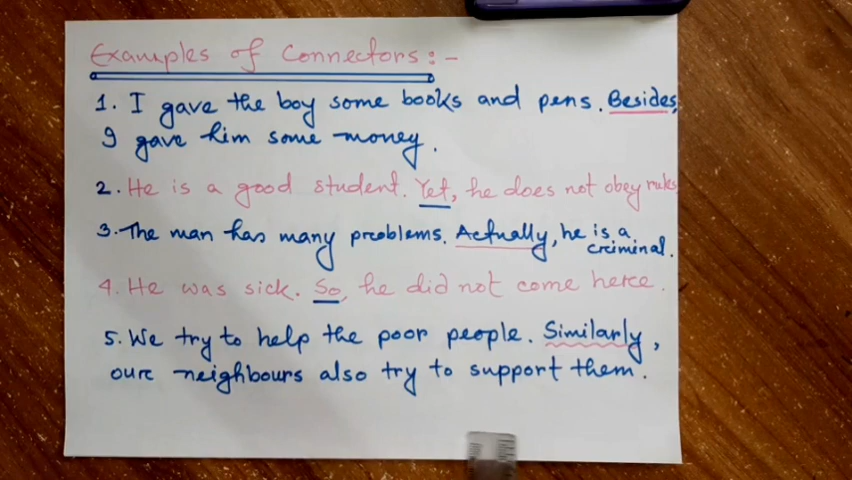 Examples of Connectors:-
1. I gave the boy some books and pens. Besides,
I gave him some money.
2. He is a good student. Yet, he does not obey rules
3. The man has many problems. Actually, he is a
criminal.
4. He was sick. So, he did not come here.
5. We try to help the poor people. Similarly,
our neighbours also try to support them.